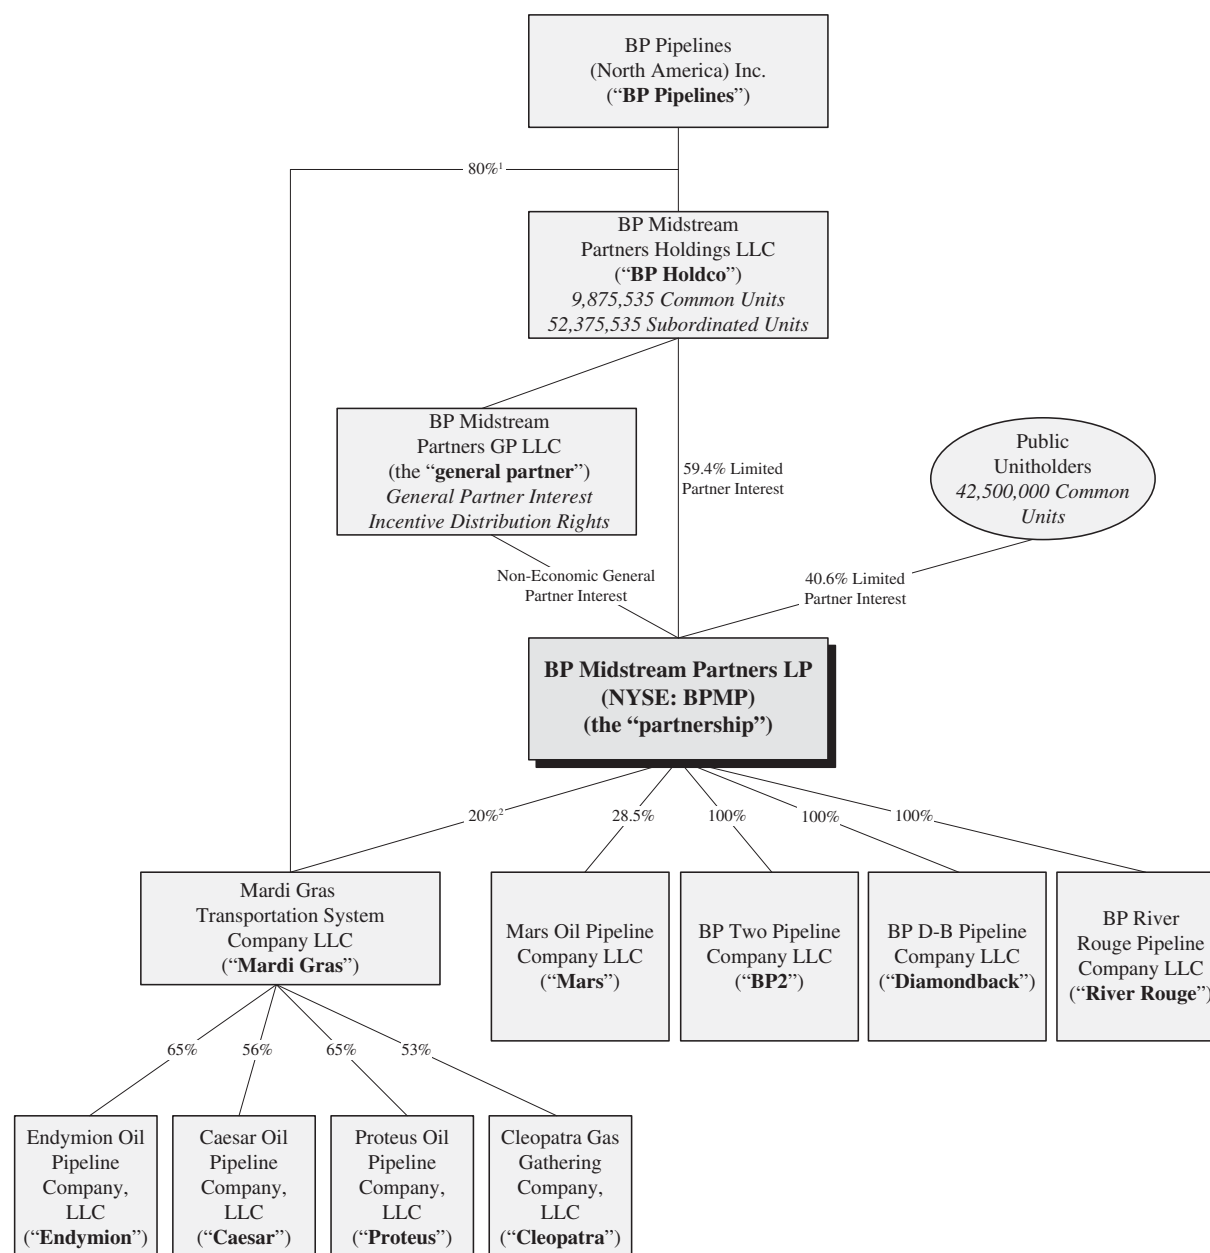 BP Pipelines
(North America) Inc.
(“BP Pipelines”)
80%¹
BP Midstream
Partners Holdings LLC
(“BP Holdco”)
9,875,535 Common Units
52,375,535 Subordinated Units
BP Midstream
Partners GP LLC
(the “general partner”)
General Partner Interest
Incentive Distribution Rights
59.4% Limited
Partner Interest
Public
Unitholders
42,500,000 Common
Units
Non-Economic General
Partner Interest
40.6% Limited
Partner Interest
BP Midstream Partners LP
(NYSE: BPMP)
(the “partnership”)
20%²
28.5%
100%
100%
100%
Mardi Gras
Transportation System
Company LLC
(“Mardi Gras”)
Mars Oil Pipeline
Company LLC
(“Mars”)
BP Two Pipeline
Company LLC
(“BP2”)
BP D-B Pipeline
Company LLC
(“Diamondback”)
BP River
Rouge Pipeline
Company LLC
(“River Rouge”)
65%
56%
65%
53%
Endymion Oil
Pipeline
Company,
LLC
(“Endymion”)
Caesar Oil
Pipeline
Company,
LLC
(“Caesar”)
Proteus Oil
Pipeline
Company,
LLC
(“Proteus”)
Cleopatra Gas
Gathering
Company,
LLC
(“Cleopatra”)